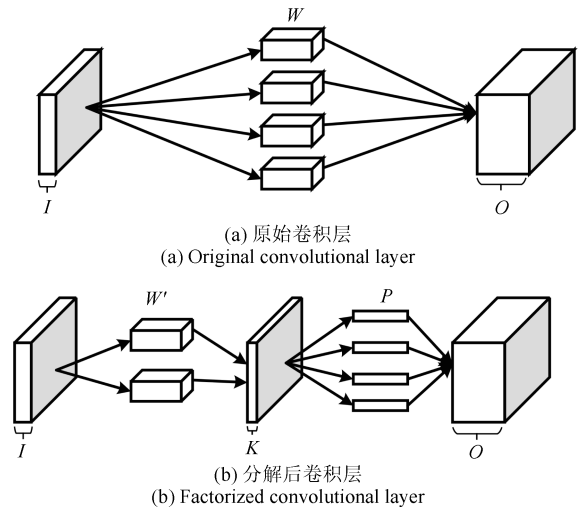 W
I
O
(a) 原始卷积层
(a) Original convolutional layer
W'
P
I
K
O
(b) 分解后卷积层
(b) Factorized convolutional layer